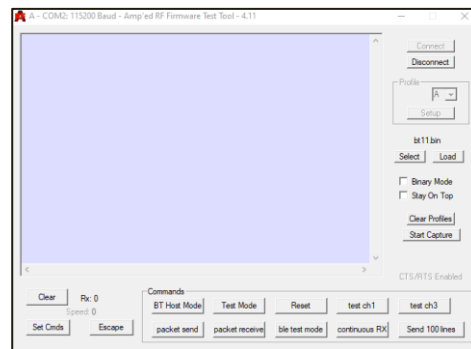 A - COM2: 115200 Baud - Amp'ed RF Firmware Test Tool - 4.11
Connect
Disconnect
Profile
A
Setup
bt11.bin
Select Load
Binary Mode
Stay On Top
Clear Profiles
Start Capture
CTS/RTS Enabled
Clear Rx: 0
Speed: 0
Set Cmds Escape
Commands
BT Host Mode Test Mode Reset test ch1 test ch3
packet send packet receive ble test mode continuous RX Send 100 lines